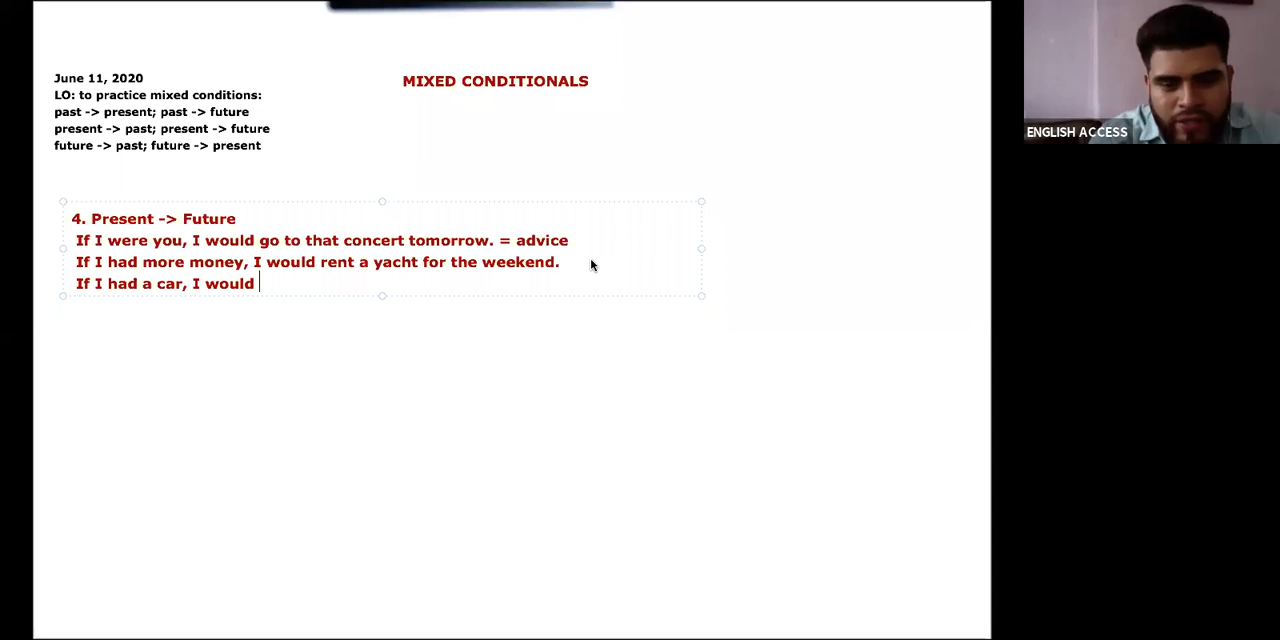 MIXED CONDITIONALS
June 11, 2020
LO: to practice mixed conditions:
past -> present; past -> future
present -> past; present -> future
future -> past; future -> present
4. Present -> Future
If I were you, I would go to that concert tomorrow. = advice
If I had more money, I would rent a yacht for the weekend.
If I had a car, I would
ENGLISH ACCESS